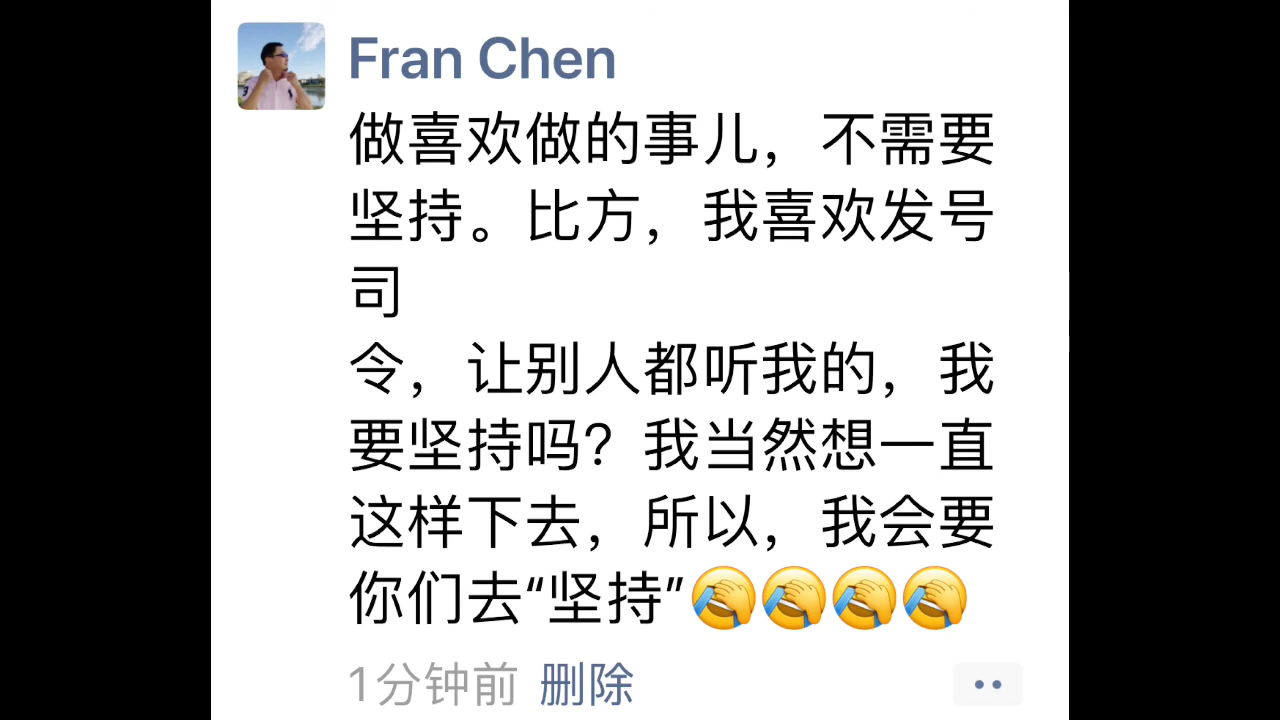 Fran Chen
做喜欢做的事儿，不需要
坚持。比方，我喜欢发号
司
令，让别人都听我的，我
要坚持吗？我当然想一直
这样下去，所以，我会要
你们去“坚持”🤦🤦🤦🤦
1分钟前 删除